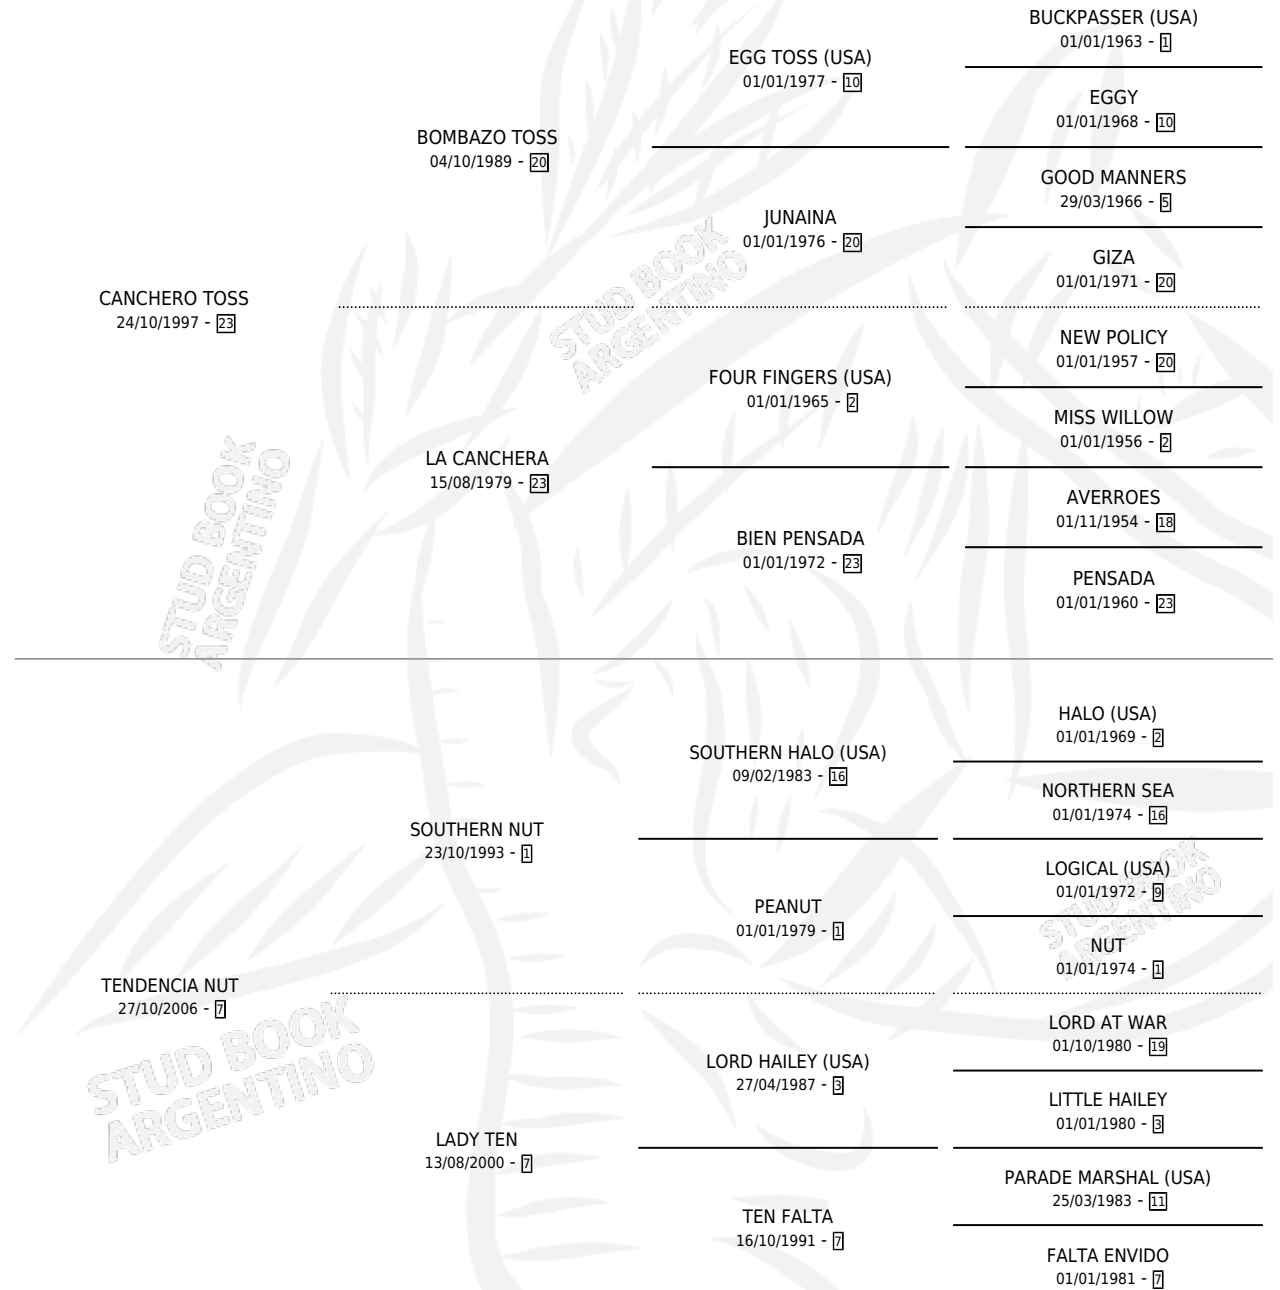 BUCKPASSER (USA)
01/01/1963 - 1
EGG TOSS (USA)
01/01/1977 - 10
EGGY
01/01/1968 - 10
BOMBAZO TOSS
04/10/1989 - 20
GOOD MANNERS
29/03/1966 - 5
JUNAINA
01/01/1976 - 20
GIZA
01/01/1971 - 20
CANCHERO TOSS
24/10/1997 - 23
NEW POLICY
01/01/1957 - 20
FOUR FINGERS (USA)
01/01/1965 - 2
MISS WILLOW
01/01/1956 - 2
LA CANCHERA
15/08/1979 - 23
AVERROES
01/11/1954 - 18
BIEN PENSADA
01/01/1972 - 23
PENSADA
01/01/1960 - 23
STUD BOOK
ARGENTINO
STUD BOOK
ARGENTINO
HALO (USA)
01/01/1969 - 2
SOUTHERN HALO (USA)
09/02/1983 - 16
NORTHERN SEA
01/01/1974 - 16
SOUTHERN NUT
23/10/1993 - 1
LOGICAL (USA)
01/01/1972 - 9
PEANUT
01/01/1979 - 1
NUT
01/01/1974 - 1
STUD BOOK
ARGENTINO
TENDENCIA NUT
27/10/2006 - 7
LORD AT WAR
01/10/1980 - 19
LORD HAILEY (USA)
27/04/1987 - 3
LITTLE HAILEY
01/01/1980 - 3
STUD BOOK
ARGENTINO
LADY TEN
13/08/2000 - 7
PARADE MARSHAL (USA)
25/03/1983 - 11
TEN FALTA
16/10/1991 - 7
FALTA ENVIDO
01/01/1981 - 7